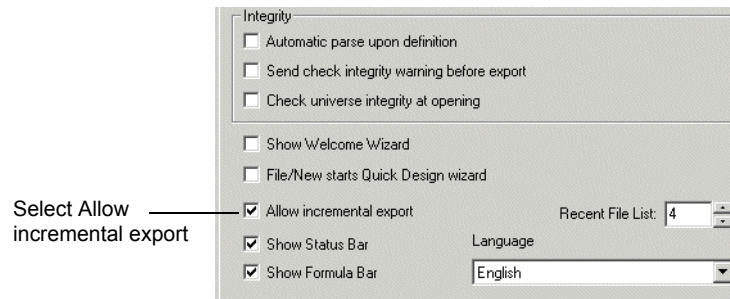 Integrity
Automatic parse upon definition
Send check integrity warning before export
Check universe integrity at opening
Show Welcome Wizard
File/New starts Quick Design wizard
Select Allow
incremental export
Allow incremental export
Recent File List: 4
Show Status Bar
Language
Show Formula Bar
English